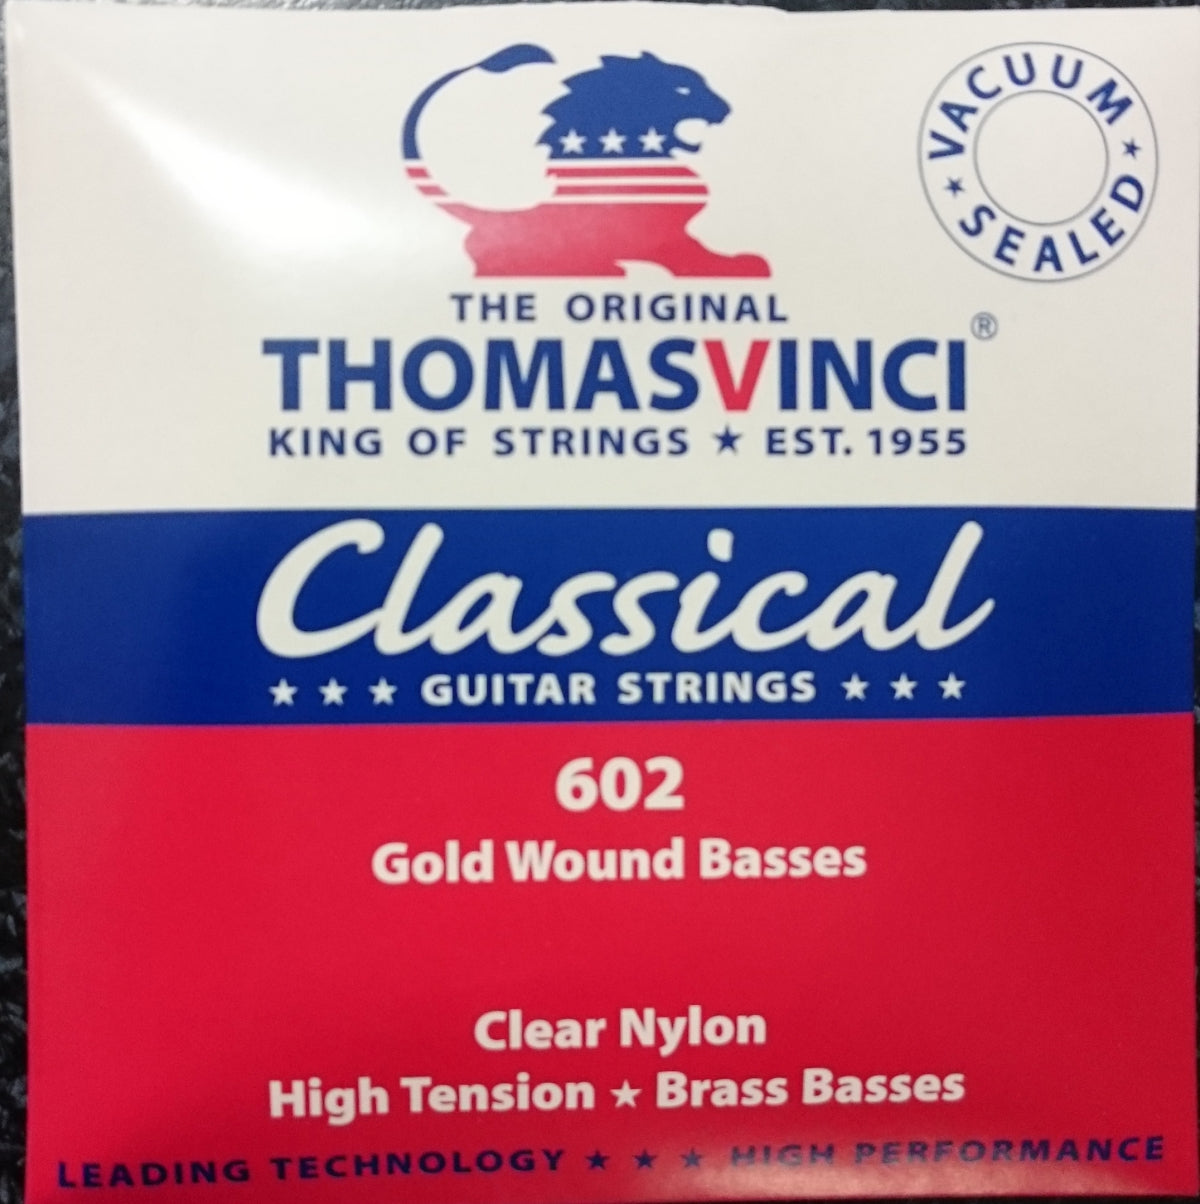 VACUUM ★ SEALED ★
THE ORIGINAL
THOMASVINCI®
KING OF STRINGS ★ EST. 1955
Classical
★ ★ ★ GUITAR STRINGS ★ ★ ★
602
Gold Wound Basses
Clear Nylon
High Tension ★ Brass Basses
LEADING TECHNOLOGY ★ ★ ★ HIGH PERFORMANCE